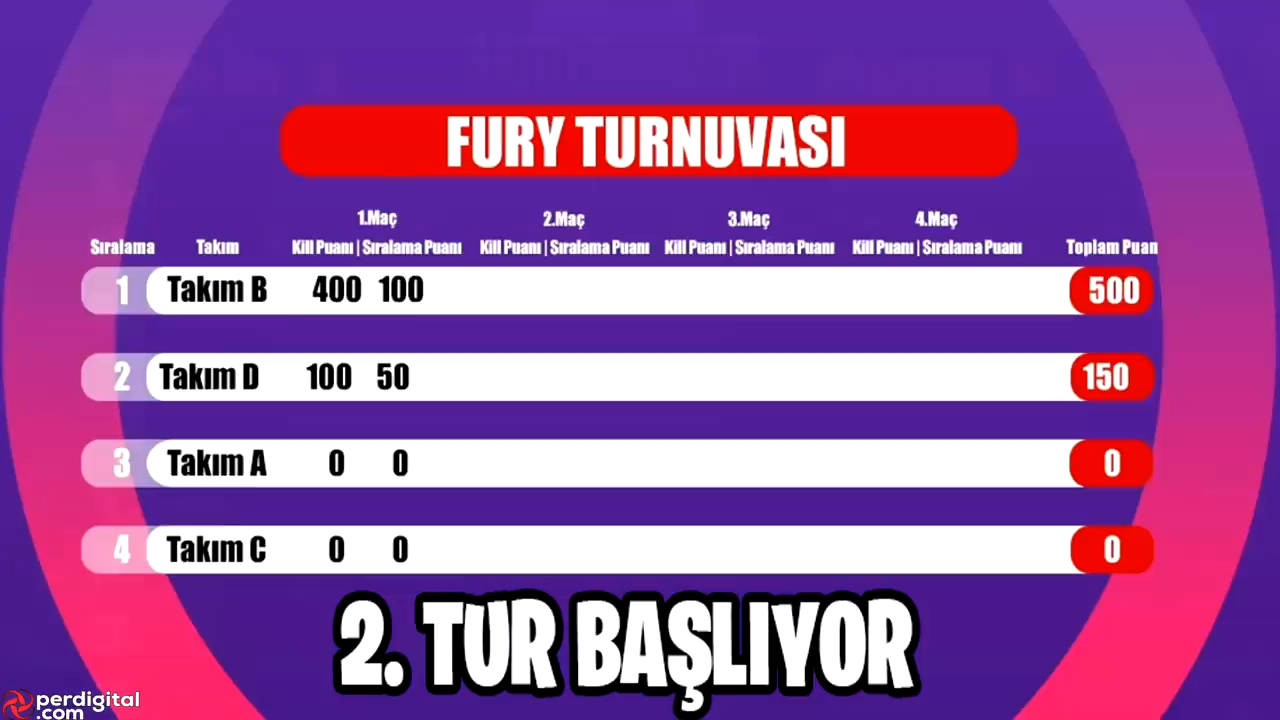 FURY TURNUVASI
1.Maç 2.Maç 3.Maç 4.Maç
Sıralama Takım Kill Puanı | Sıralama Puanı Kill Puanı | Sıralama Puanı Kill Puanı | Sıralama Puanı Kill Puanı | Sıralama Puanı Toplam Puan
1 Takım B 400 100 500
2 Takım D 100 50 150
3 Takım A 0 0 0
4 Takım C 0 0 0
2. TUR BAŞLIYOR
perdigital
.com